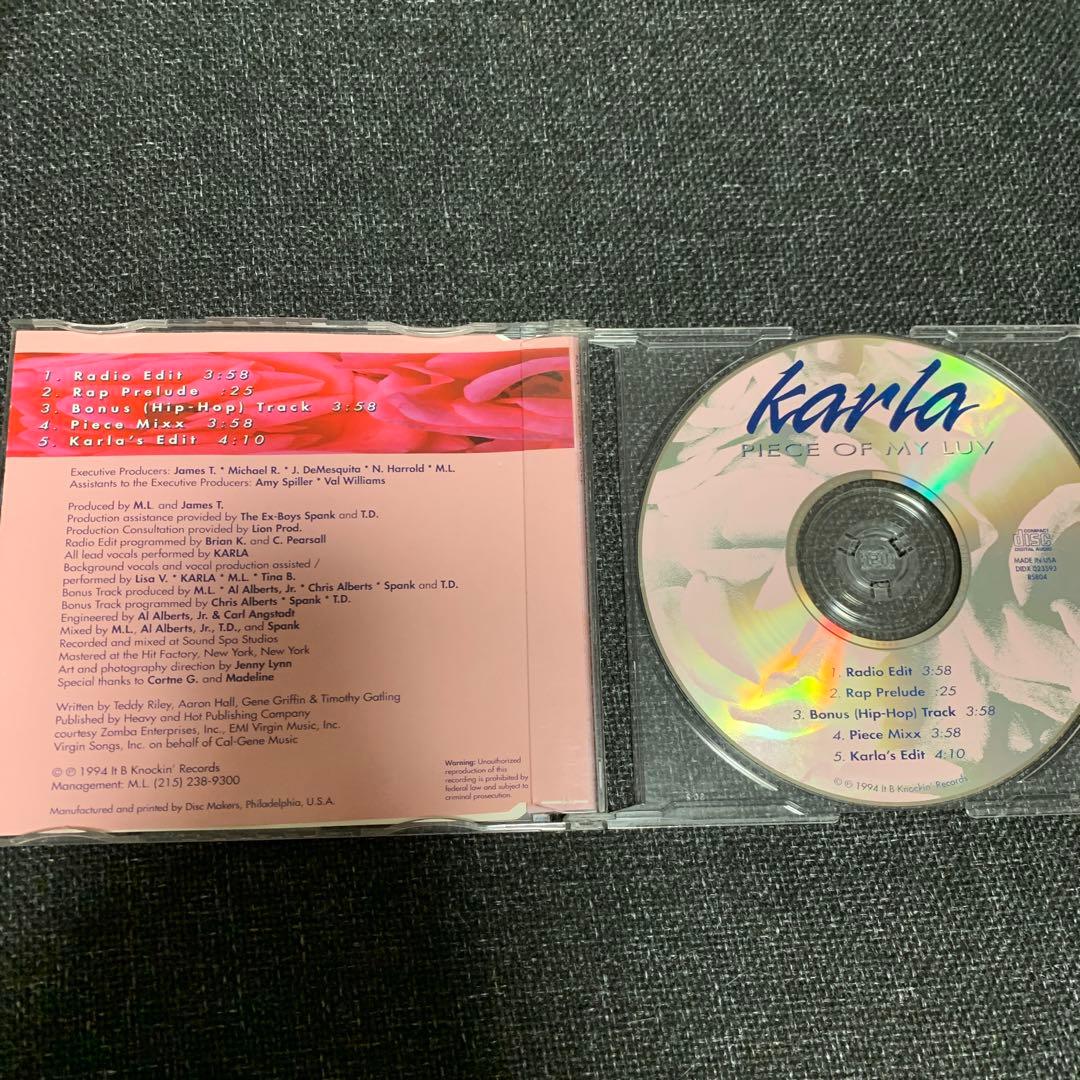 1. Radio Edit 3:58
2. Rap Prelude :25
3. Bonus (Hip-Hop) Track 3:58
4. Piece Mixx 3:58
5. Karla's Edit 4:10
Executive Producers: James T. * Michael R. * J. DeMesquita * N. Harrold * M.L.
Assistants to the Executive Producers: Amy Spiller * Val Williams
Produced by M.L. and James T.
Production assistance provided by The Ex-Boys Spank and T.D.
Production Consultation provided by Lion Prod.
Radio Edit programmed by Brian K. and C. Pearsall
All lead vocals performed by KARLA
Background vocals and vocal production assisted /
performed by Lisa V. * KARLA * M.L. * Tina B.
Bonus Track produced by M.L. * Al Alberts, Jr. * Chris Alberts * Spank and T.D.
Bonus Track programmed by Chris Alberts * Spank * T.D.
Engineered by Al Alberts, Jr. & Carl Angstadt
Mixed by M.L., Al Alberts, Jr., T.D., and Spank
Recorded and mixed at Sound Spa Studios
Mastered at the Hit Factory, New York, New York
Art and photography direction by Jenny Lynn
Special thanks to Cortne G. and Madeline
Written by Teddy Riley, Aaron Hall, Gene Griffin & Timothy Gatling
Published by Heavy and Hot Publishing Company
courtesy Zomba Enterprises, Inc., EMI Virgin Music, Inc.
Virgin Songs, Inc. on behalf of Cal-Gene Music
© ℗ 1994 It B Knockin' Records
Management: M.L. (215) 238-9300
Manufactured and printed by Disc Makers, Philadelphia, U.S.A.
Warning: Unauthorized
reproduction of this
recording is prohibited by
federal law and subject to
criminal prosecution.
karla
PIECE OF MY LUV
COMPACT
disc
DIGITAL AUDIO
MADE IN USA
DIDX 023593
R5804
1. Radio Edit 3:58
2. Rap Prelude :25
3. Bonus (Hip-Hop) Track 3:58
4. Piece Mixx 3:58
5. Karla's Edit 4:10
© ℗ 1994 It B Knockin' Records